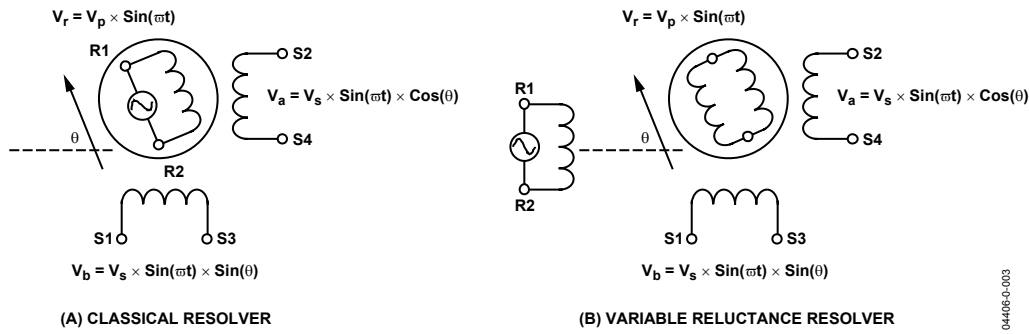 V_r = V_p × Sin(ϖt)
R1
R2
θ
S2
S4
V_a = V_s × Sin(ϖt) × Cos(θ)
S1
S3
V_b = V_s × Sin(ϖt) × Sin(θ)
(A) CLASSICAL RESOLVER
V_r = V_p × Sin(ϖt)
R1
R2
θ
S2
S4
V_a = V_s × Sin(ϖt) × Cos(θ)
S1
S3
V_b = V_s × Sin(ϖt) × Sin(θ)
(B) VARIABLE RELUCTANCE RESOLVER
04406-0-003